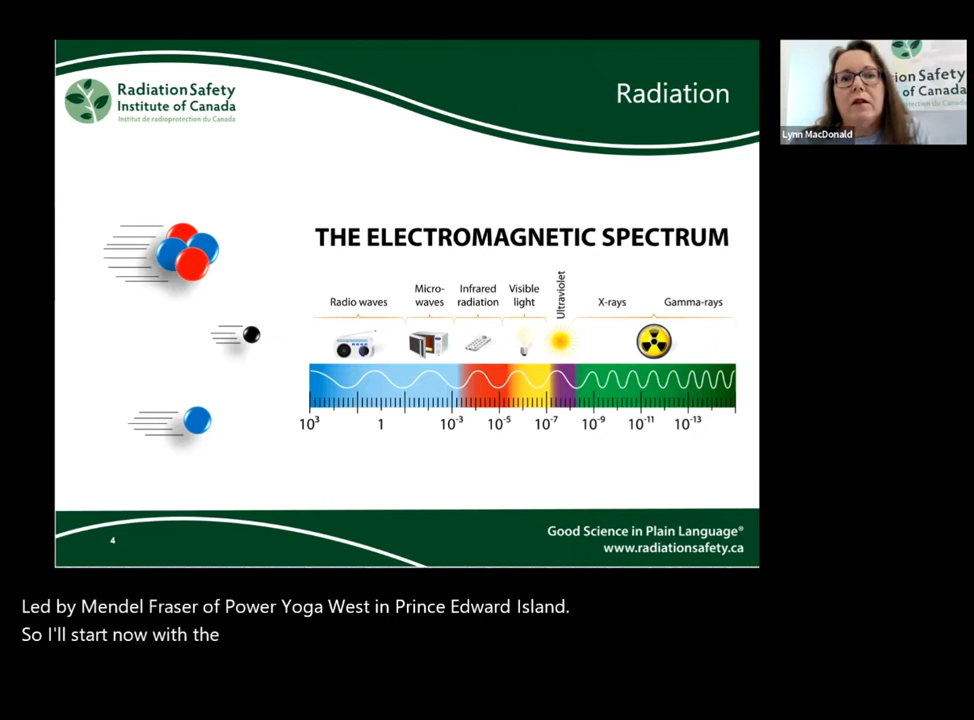 Radiation Safety
Institute of Canada
Institut de radioprotection du Canada
Radiation
ion Safety
of Canada
Lynn MacDonald
THE ELECTROMAGNETIC SPECTRUM
Radio waves
Micro-
waves
Infrared
radiation
Visible
light
Ultraviolet
X-rays
Gamma-rays
10³ 1 10⁻³ 10⁻⁵ 10⁻⁷ 10⁻⁹ 10⁻¹¹ 10⁻¹³
4
Good Science in Plain Language®
www.radiationsafety.ca
Led by Mendel Fraser of Power Yoga West in Prince Edward Island.
So I'll start now with the